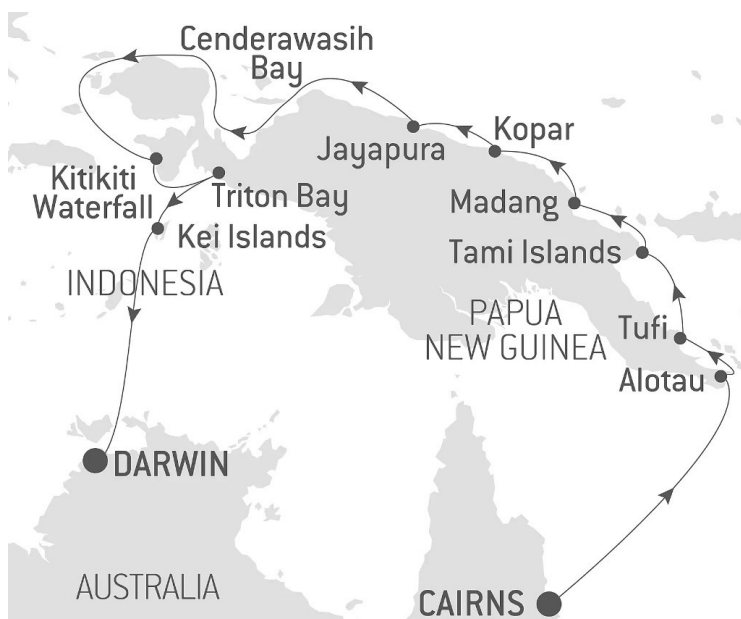 Cenderawasih
Bay
Kopar
Jayapura
Kitikiti
Waterfall
Triton Bay
Madang
Kei Islands
Tami Islands
INDONESIA
PAPUA
NEW GUINEA
Tufi
Alotau
DARWIN
AUSTRALIA
CAIRNS